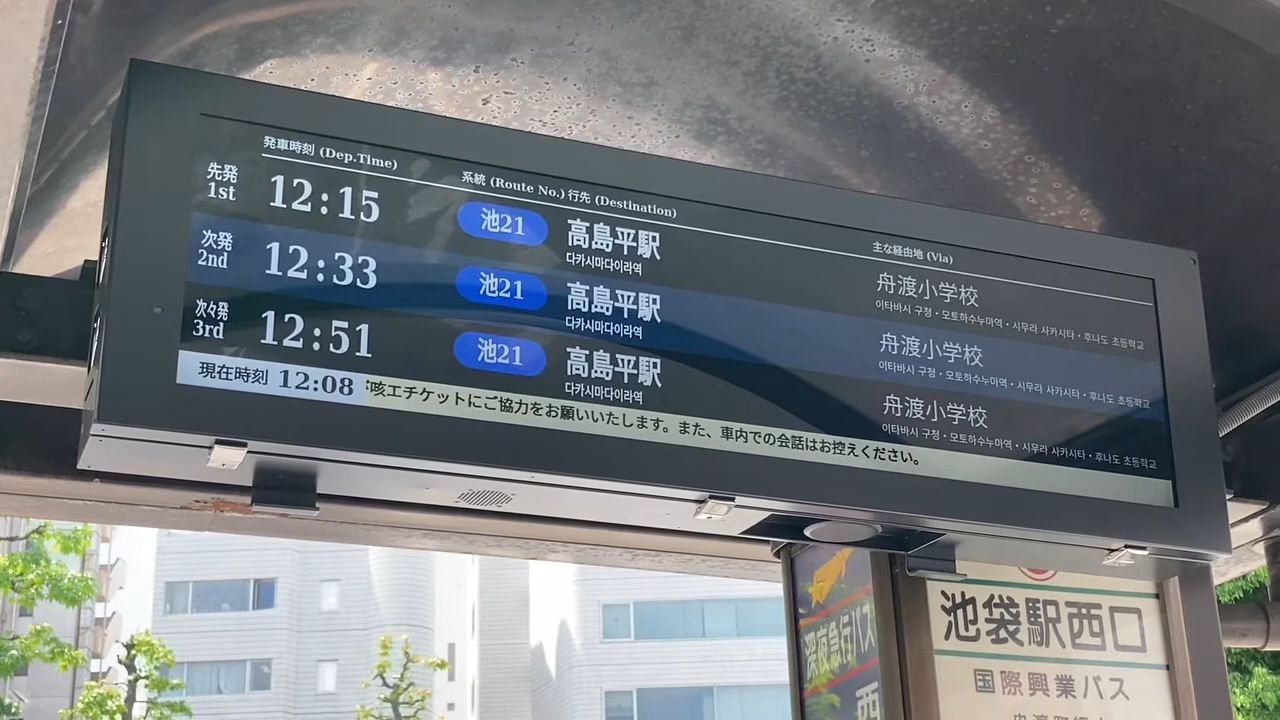 発車時刻 (Dep.Time)
系統 (Route No.) 行先 (Destination)
主な経由地 (Via)
先発
1st
12:15
池21
高島平駅
다카시마다이라역
舟渡小学校
이타바시 구청・모토하수누마역・시무라 사카시타・후나도 초등학교
次発
2nd
12:33
池21
高島平駅
다카시마다이라역
舟渡小学校
이타바시 구청・모토하수누마역・시무라 사카시타・후나도 초등학교
次々発
3rd
12:51
池21
高島平駅
다카시마다이라역
舟渡小学校
이타바시 구청・모토하수누마역・시무라 사카시타・후나도 초등학교
現在時刻 12:08
咳エチケットにご協力をお願いいたします。また、車内での会話はお控えください。
深夜急行バス
西
池袋駅西口
国際興業バス